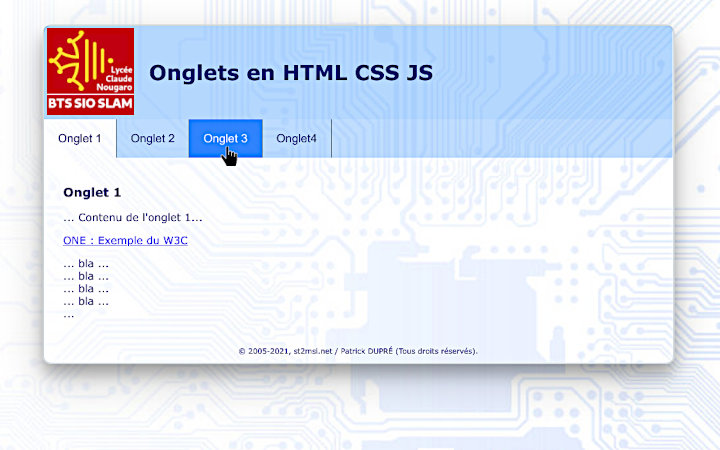 Lycée
Claude
Nougaro
BTS SIO SLAM
Onglets en HTML CSS JS
Onglet 1
Onglet 2
Onglet 3
Onglet4
Onglet 1
... Contenu de l'onglet 1...
ONE : Exemple du W3C
... bla ...
... bla ...
... bla ...
... bla ...
...
© 2005-2021, st2msi.net / Patrick DUPRÉ (Tous droits réservés).